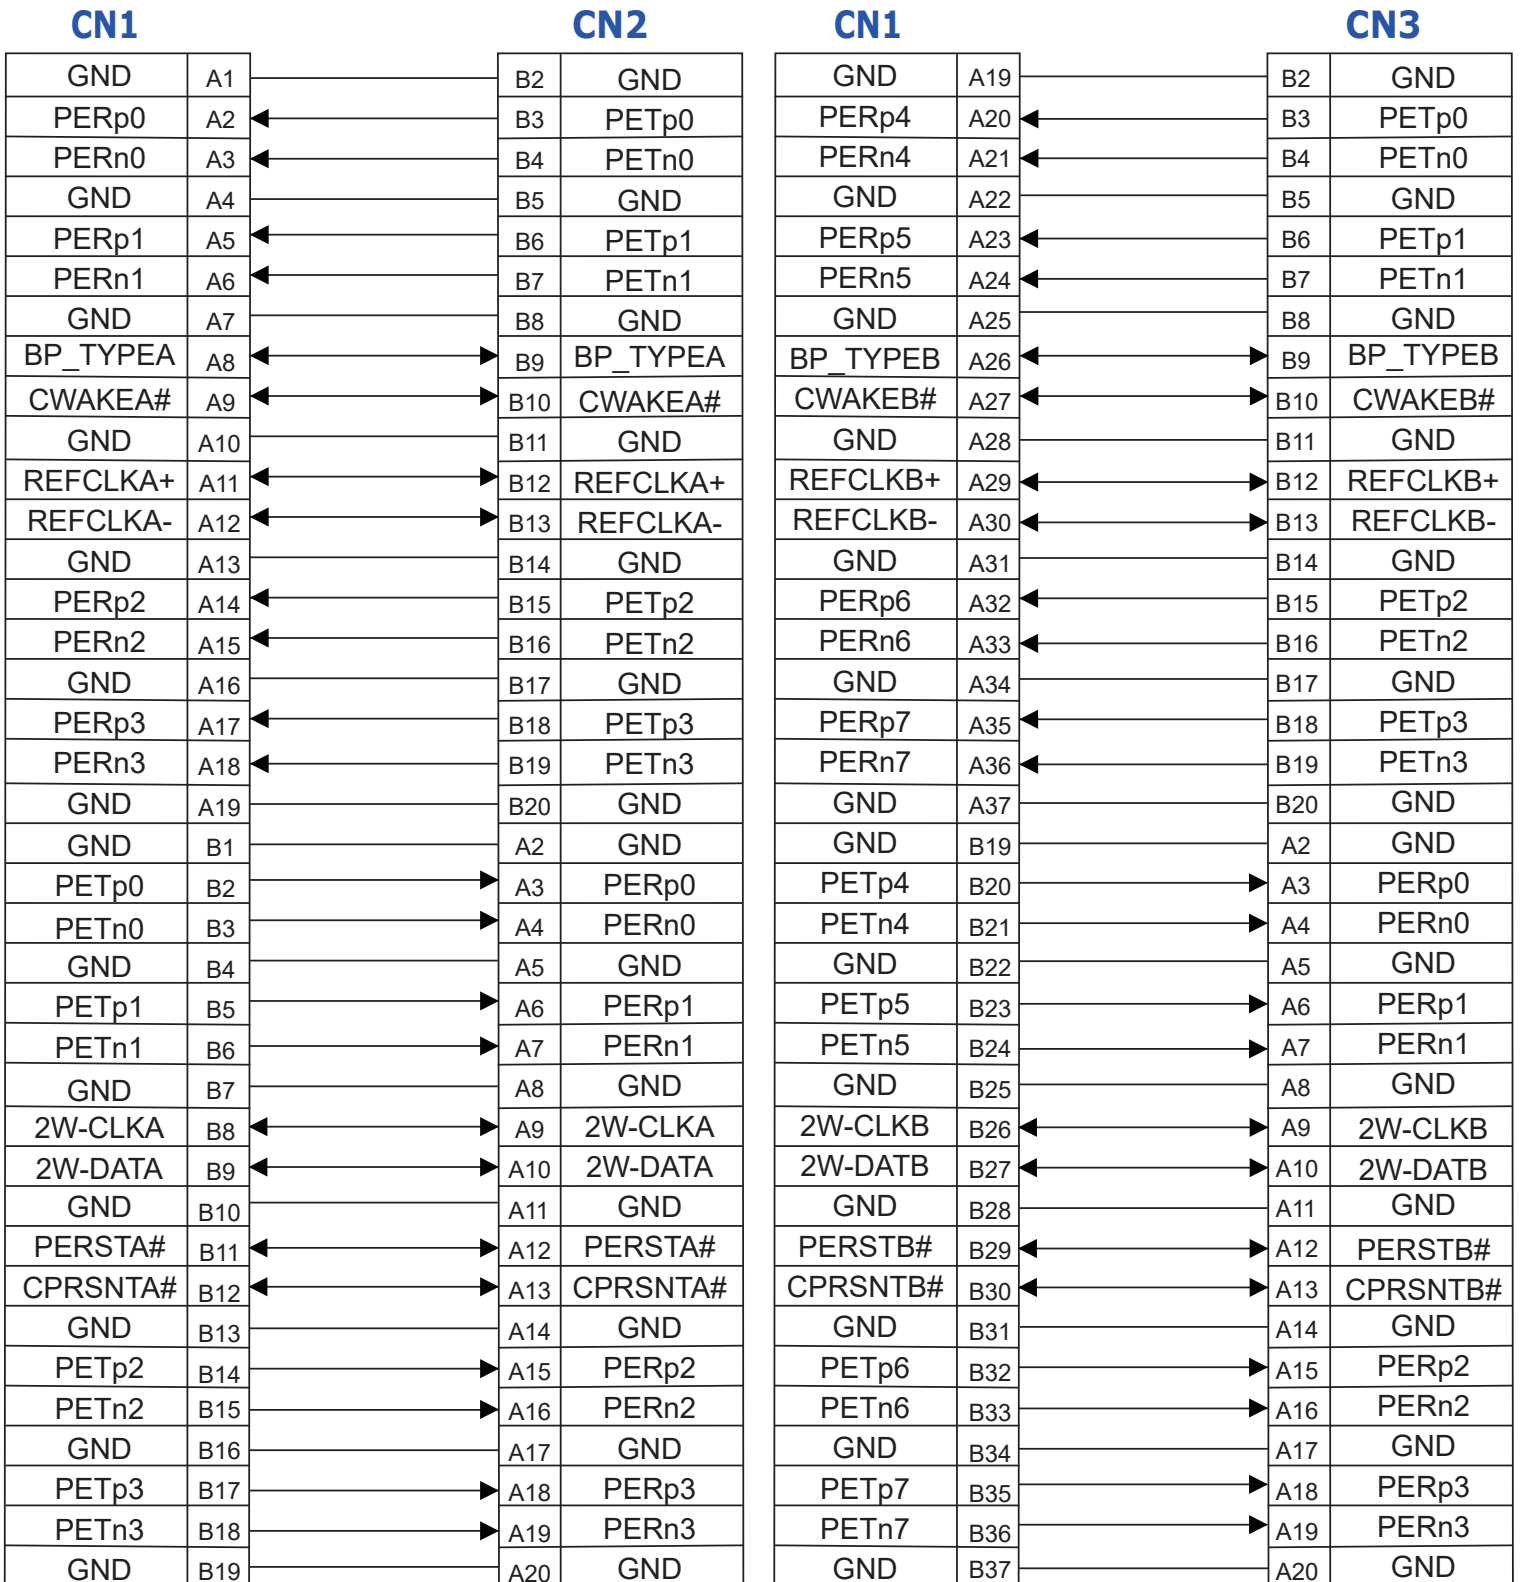 CN1 CN2 CN1 CN3
GND A1 B2 GND GND A19 B2 GND
PERp0 A2 B3 PETp0 PERp4 A20 B3 PETp0
PERn0 A3 B4 PETn0 PERn4 A21 B4 PETn0
GND A4 B5 GND GND A22 B5 GND
PERp1 A5 B6 PETp1 PERp5 A23 B6 PETp1
PERn1 A6 B7 PETn1 PERn5 A24 B7 PETn1
GND A7 B8 GND GND A25 B8 GND
BP_TYPEA A8 B9 BP_TYPEA BP_TYPEB A26 B9 BP_TYPEB
CWAKEA# A9 B10 CWAKEA# CWAKEB# A27 B10 CWAKEB#
GND A10 B11 GND GND A28 B11 GND
REFCLKA+ A11 B12 REFCLKA+ REFCLKB+ A29 B12 REFCLKB+
REFCLKA- A12 B13 REFCLKA- REFCLKB- A30 B13 REFCLKB-
GND A13 B14 GND GND A31 B14 GND
PERp2 A14 B15 PETp2 PERp6 A32 B15 PETp2
PERn2 A15 B16 PETn2 PERn6 A33 B16 PETn2
GND A16 B17 GND GND A34 B17 GND
PERp3 A17 B18 PETp3 PERp7 A35 B18 PETp3
PERn3 A18 B19 PETn3 PERn7 A36 B19 PETn3
GND A19 B20 GND GND A37 B20 GND
GND B1 A2 GND GND B19 A2 GND
PETp0 B2 A3 PERp0 PETp4 B20 A3 PERp0
PETn0 B3 A4 PERn0 PETn4 B21 A4 PERn0
GND B4 A5 GND GND B22 A5 GND
PETp1 B5 A6 PERp1 PETp5 B23 A6 PERp1
PETn1 B6 A7 PERn1 PETn5 B24 A7 PERn1
GND B7 A8 GND GND B25 A8 GND
2W-CLKA B8 A9 2W-CLKA 2W-CLKB B26 A9 2W-CLKB
2W-DATA B9 A10 2W-DATA 2W-DATB B27 A10 2W-DATB
GND B10 A11 GND GND B28 A11 GND
PERSTA# B11 A12 PERSTA# PERSTB# B29 A12 PERSTB#
CPRSNTA# B12 A13 CPRSNTA# CPRSNTB# B30 A13 CPRSNTB#
GND B13 A14 GND GND B31 A14 GND
PETp2 B14 A15 PERp2 PETp6 B32 A15 PERp2
PETn2 B15 A16 PERn2 PETn6 B33 A16 PERn2
GND B16 A17 GND GND B34 A17 GND
PETp3 B17 A18 PERp3 PETp7 B35 A18 PERp3
PETn3 B18 A19 PERn3 PETn7 B36 A19 PERn3
GND B19 A20 GND GND B37 A20 GND